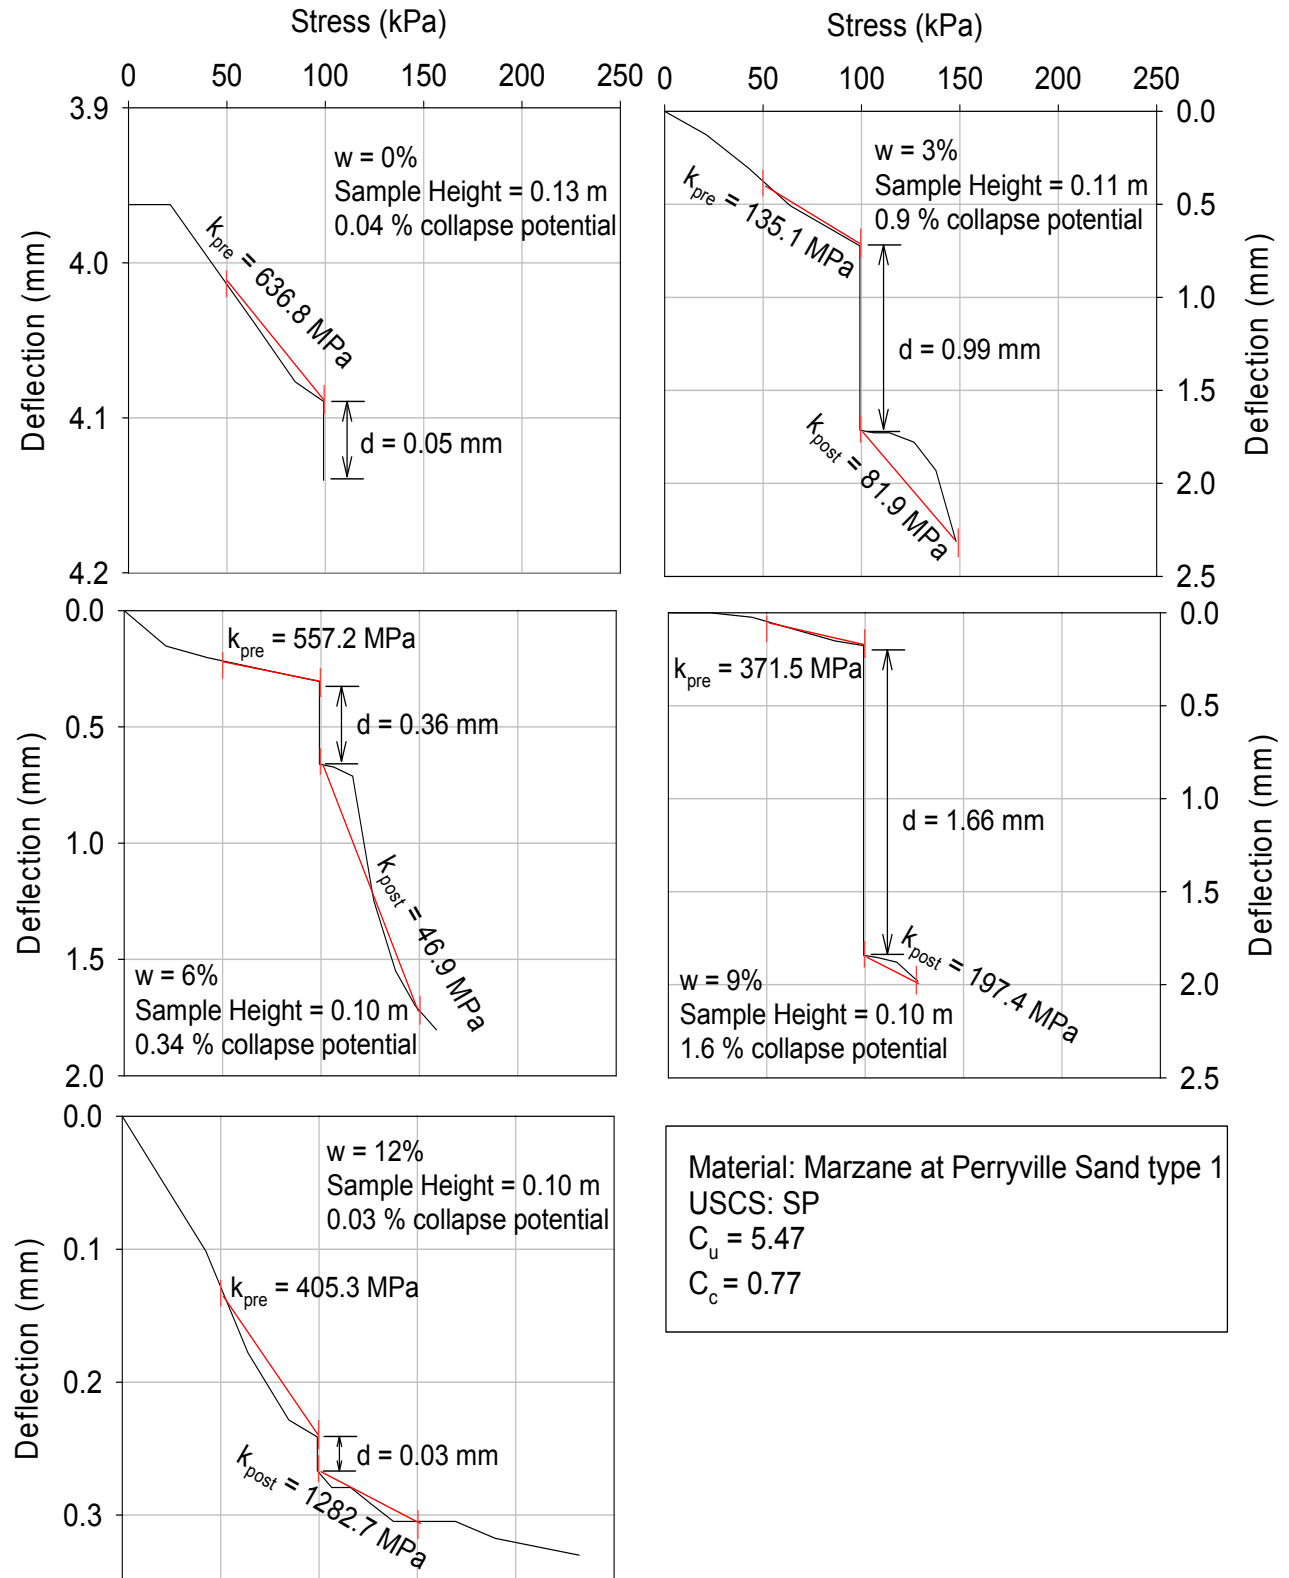 Stress (kPa)
Stress (kPa)
0 50 100 150 200 250
0 50 100 150 200 250
3.9
4.0
4.1
4.2
Deflection (mm)
w = 0%
Sample Height = 0.13 m
0.04 % collapse potential
kpre = 636.8 MPa
d = 0.05 mm
w = 3%
Sample Height = 0.11 m
0.9 % collapse potential
kpre = 135.1 MPa
d = 0.99 mm
kpost = 81.9 MPa
0.0
0.5
1.0
1.5
2.0
2.5
Deflection (mm)
0.0
0.5
1.0
1.5
2.0
Deflection (mm)
kpre = 557.2 MPa
d = 0.36 mm
kpost = 46.9 MPa
w = 6%
Sample Height = 0.10 m
0.34 % collapse potential
kpre = 371.5 MPa
d = 1.66 mm
kpost = 197.4 MPa
w = 9%
Sample Height = 0.10 m
1.6 % collapse potential
0.0
0.5
1.0
1.5
2.0
2.5
Deflection (mm)
0.0
0.1
0.2
0.3
Deflection (mm)
w = 12%
Sample Height = 0.10 m
0.03 % collapse potential
kpre = 405.3 MPa
d = 0.03 mm
kpost = 1282.7 MPa
Material: Marzane at Perryville Sand type 1
USCS: SP
Cu = 5.47
Cc = 0.77